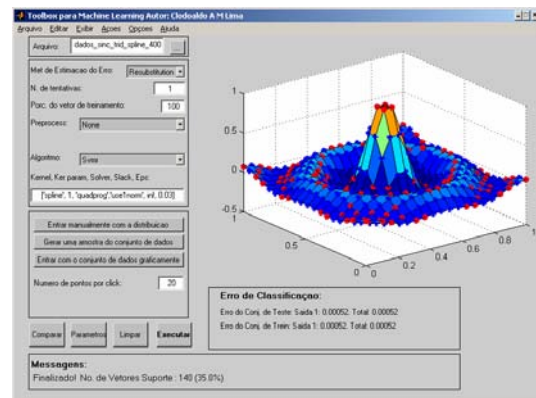 Toolbox para Machine Learning Autor: Clodoaldo A M Lima
Arquivo Editar Exibir Açoes Opçoes Ajuda
Arquivo: dados_sinc_trid_spline_400 ...
Met de Estimacao do Erro: Resubstitution
N. de tentativas: 1
Porc. do vetor de treinamento: 100
Preprocess: None
Algoritmo: Svmr
Kernel, Ker param, Solver, Slack, Eps:
['spline', 1, 'quadprog','use1norm', inf, 0.03]
Entrar manualmente com a distribuicao
Gerar uma amostra do conjunto de dados
Entrar com o conjunto de dados graficamente
Numero de pontos por click: 20
Comparar Parametros Limpar Executar
1
0.5
0
-0.5
1
0.5
0
0
0.2
0.4
0.6
0.8
1
Erro de Classificaçao:
Erro do Conj. de Teste: Saida 1: 0.00052. Total: 0.00052
Erro do Conj. de Trein: Saida 1: 0.00052. Total: 0.00052
Messagens:
Finalizado! No. de Vetores Suporte : 140 (35.0%)